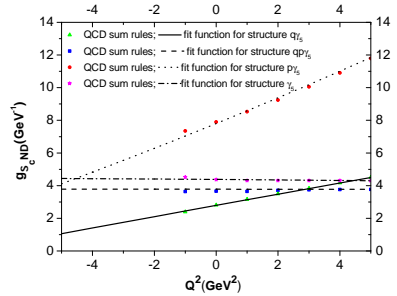 -4 -2 0 2 4
14
12
10
8
6
4
2
0
14
12
10
8
6
4
2
0
QCD sum rules; fit function for structure qγ₅
QCD sum rules; fit function for structure qpγ₅
QCD sum rules; fit function for structure pγ₅
QCD sum rules; fit function for structure γ₅
-4 -2 0 2 4
g_{S_c ND}(GeV⁻¹)
Q²(GeV²)